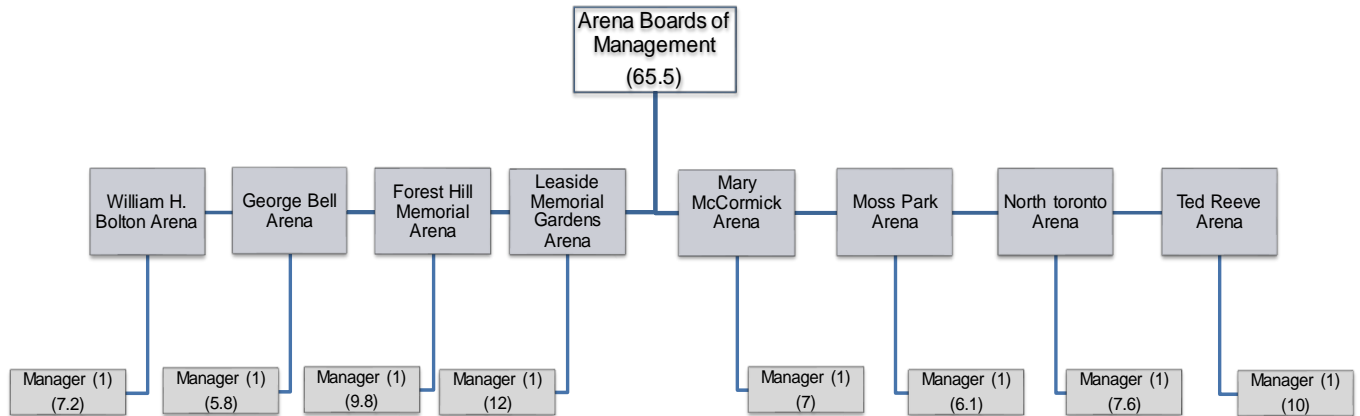 Arena Boards of
Management
(65.5)
William H.
Bolton Arena
George Bell
Arena
Forest Hill
Memorial
Arena
Leaside
Memorial
Gardens
Arena
Mary
McCormick
Arena
Moss Park
Arena
North toronto
Arena
Ted Reeve
Arena
Manager (1)
(7.2)
Manager (1)
(5.8)
Manager (1)
(9.8)
Manager (1)
(12)
Manager (1)
(7)
Manager (1)
(6.1)
Manager (1)
(7.6)
Manager (1)
(10)